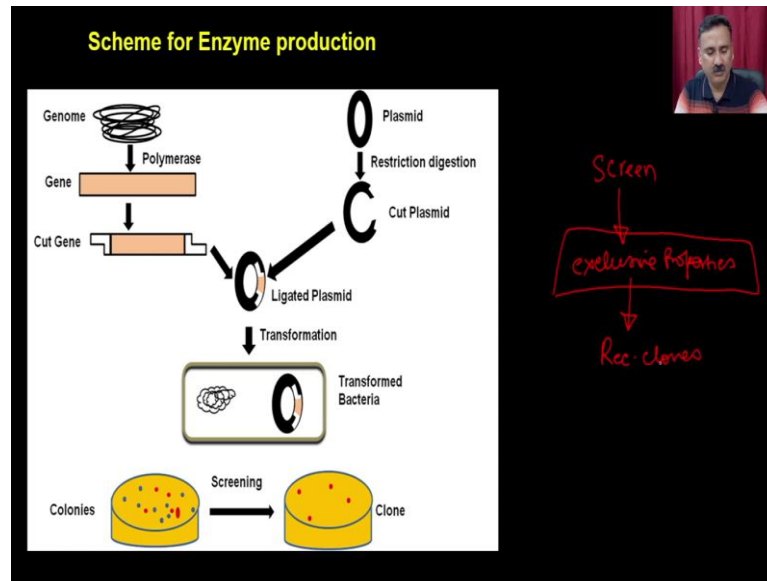 Scheme for Enzyme production
Genome
Plasmid
Polymerase
Restriction digestion
Gene
Cut Plasmid
Cut Gene
Ligated Plasmid
Transformation
Transformed
Bacteria
Screening
Colonies
Clone
Screen
exclusive Properties
Rec. clones